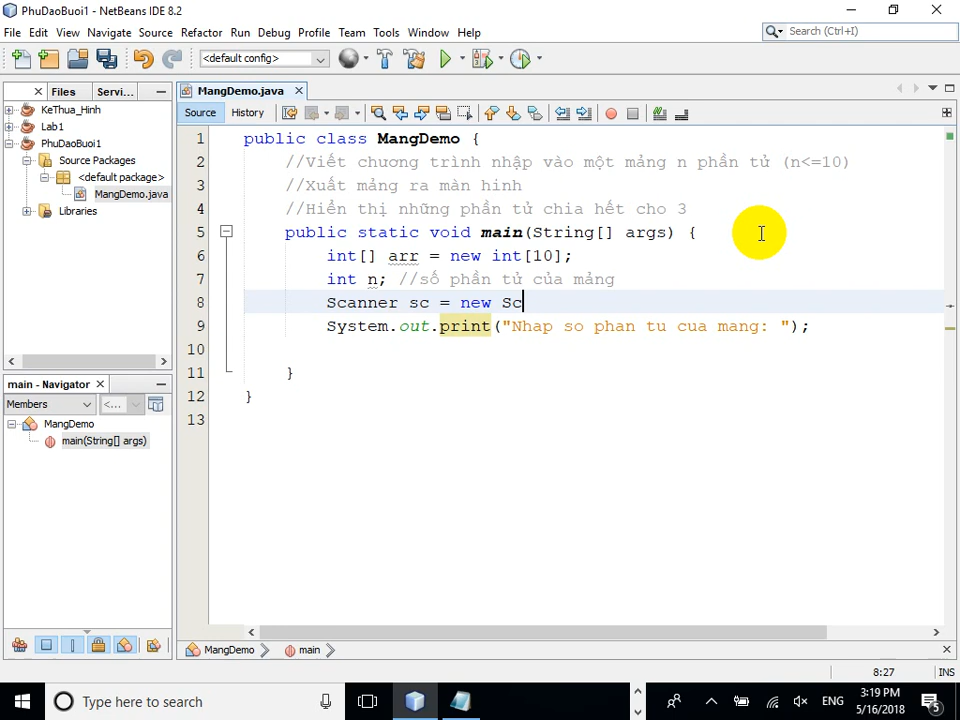 PhuDaoBuoi1 - NetBeans IDE 8.2
File Edit View Navigate Source Refactor Run Debug Profile Team Tools Window Help
Search (Ctrl+I)
<default config>
Files Servi...
MangDemo.java
KeThua_Hinh
Lab1
PhuDaoBuoi1
Source Packages
<default package>
MangDemo.java
Libraries
Source History
1 public class MangDemo {
2 //Viết chương trình nhập vào một mảng n phần tử (n<=10)
3 //Xuất mảng ra màn hình
4 //Hiển thị những phần tử chia hết cho 3
5 public static void main(String[] args) {
6 int[] arr = new int[10];
7 int n; //số phần tử của mảng
8 Scanner sc = new Sc
9 System.out.print("Nhap so phan tu cua mang: ");
10
11 }
12 }
13
main - Navigator
Members <...
MangDemo
main(String[] args)
MangDemo main
8:27 INS
Type here to search
ENG
3:19 PM
5/16/2018
5